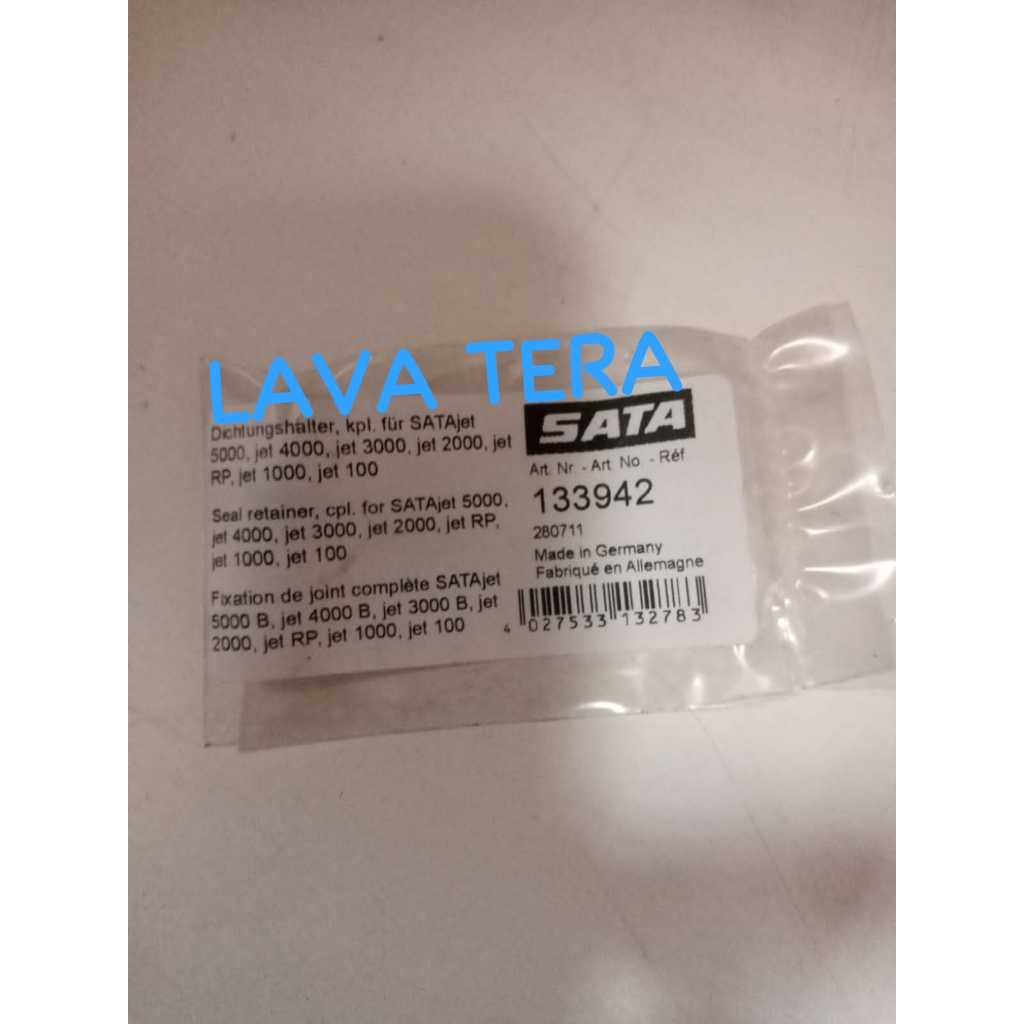 LAVA TERA
Dichtungshalter, kpl. für SATAjet
5000, jet 4000, jet 3000, jet 2000, jet
RP, jet 1000, jet 100
Seal retainer, cpl. for SATAjet 5000,
jet 4000, jet 3000, jet 2000, jet RP,
jet 1000, jet 100
Fixation de joint complète SATAjet
5000 B, jet 4000 B, jet 3000 B, jet
2000, jet RP, jet 1000, jet 100
SATA
Art. Nr. - Art. No. - Réf.
133942
280711
Made in Germany
Fabriqué en Allemagne
4 027533 132783